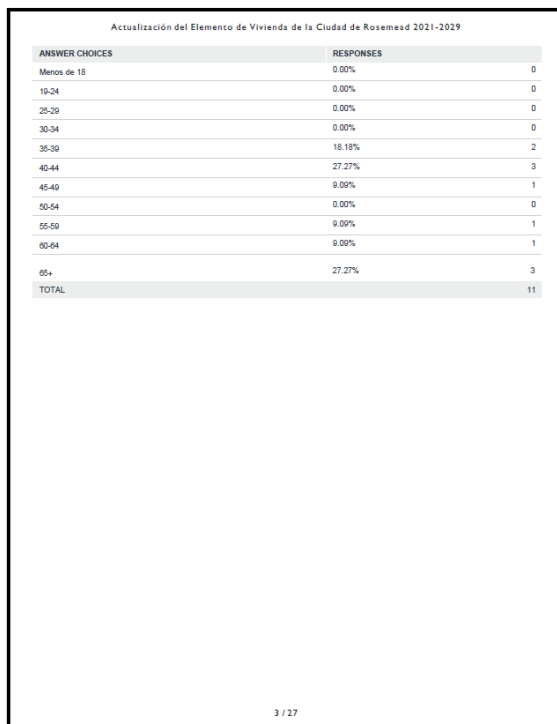 Actualización del Elemento de Vivienda de la Ciudad de Rosemead 2021-2029
ANSWER CHOICES RESPONSES
Menos de 18 0.00% 0
19-24 0.00% 0
25-29 0.00% 0
30-34 0.00% 0
35-39 18.18% 2
40-44 27.27% 3
45-49 9.09% 1
50-54 0.00% 0
55-59 9.09% 1
60-64 9.09% 1
65+ 27.27% 3
TOTAL 11
3 / 27